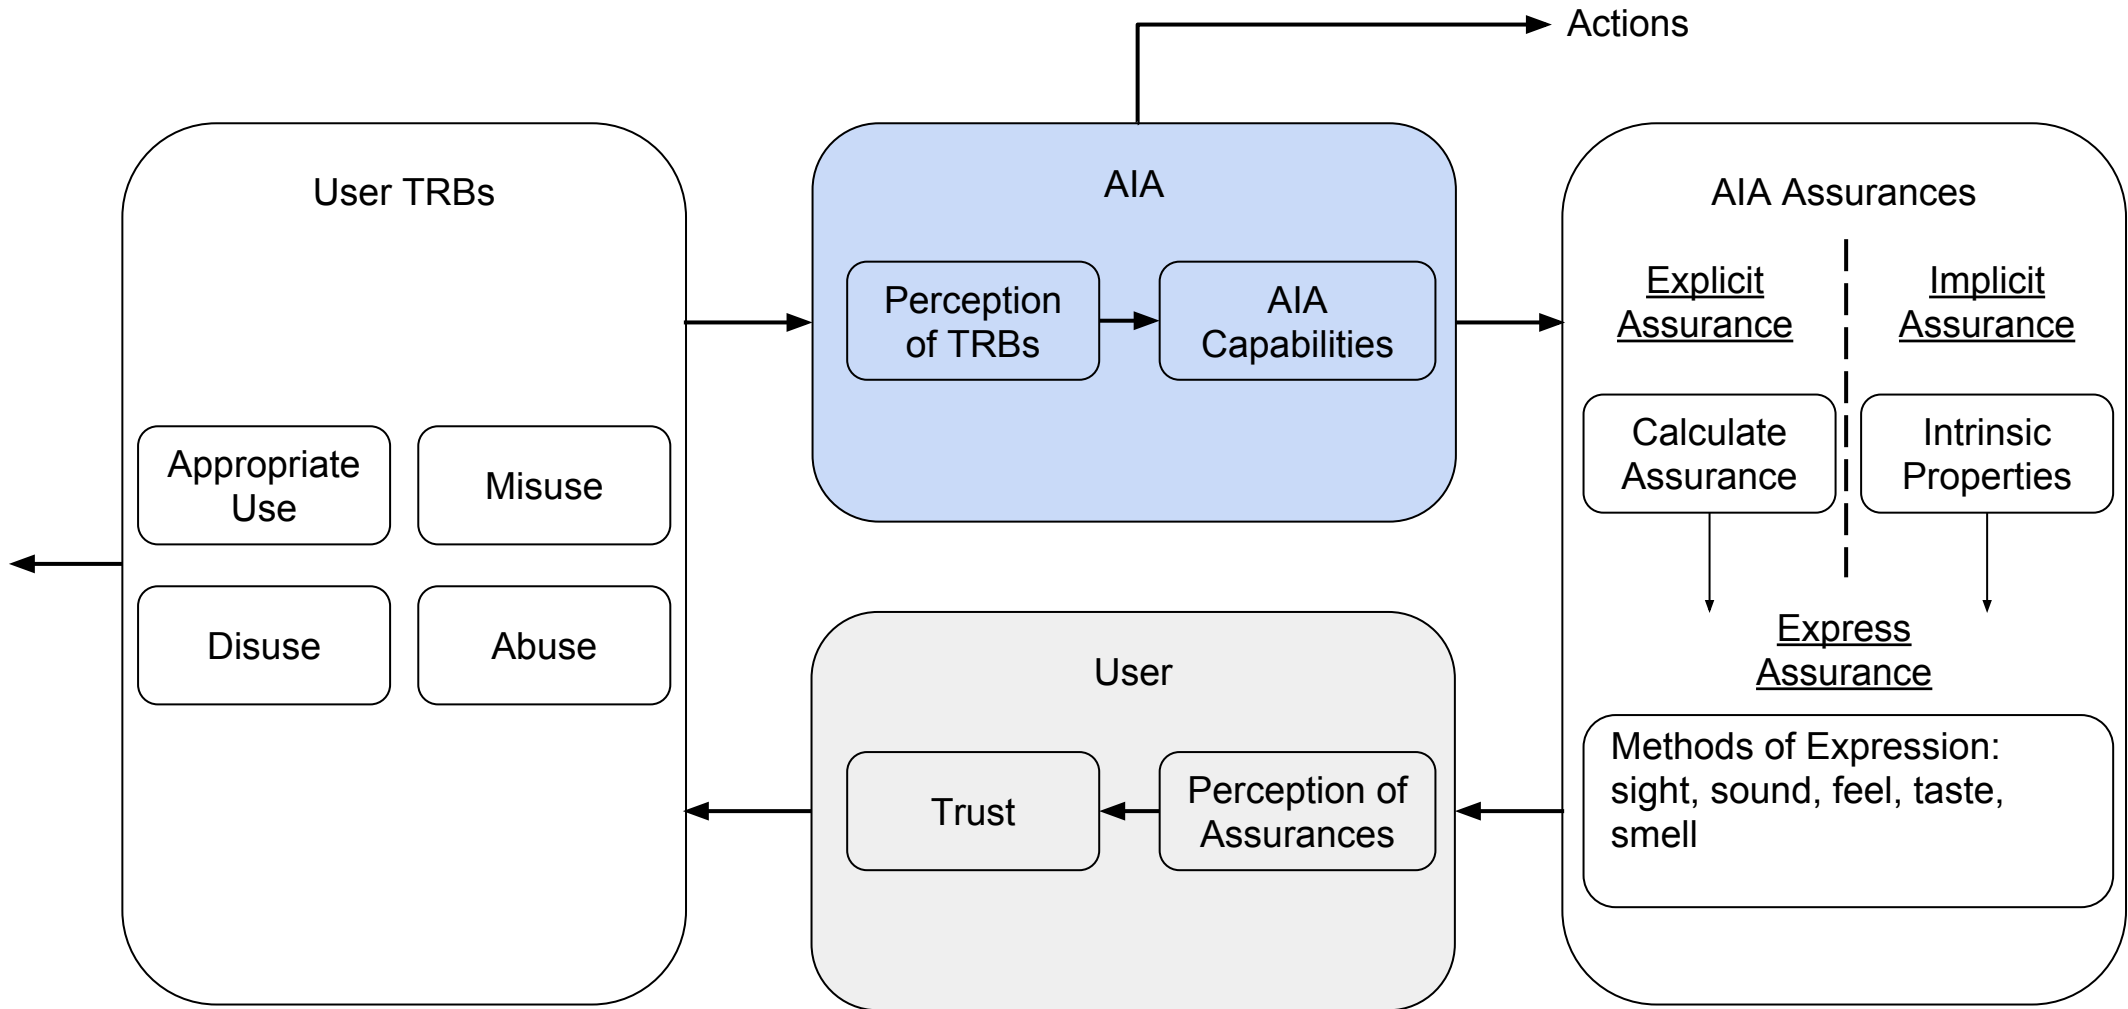 Actions
User TRBs
Appropriate
Use
Misuse
Disuse
Abuse
AIA
Perception
of TRBs
AIA
Capabilities
User
Trust
Perception of
Assurances
AIA Assurances
Explicit
Assurance
Implicit
Assurance
Calculate
Assurance
Intrinsic
Properties
Express
Assurance
Methods of Expression:
sight, sound, feel, taste,
smell